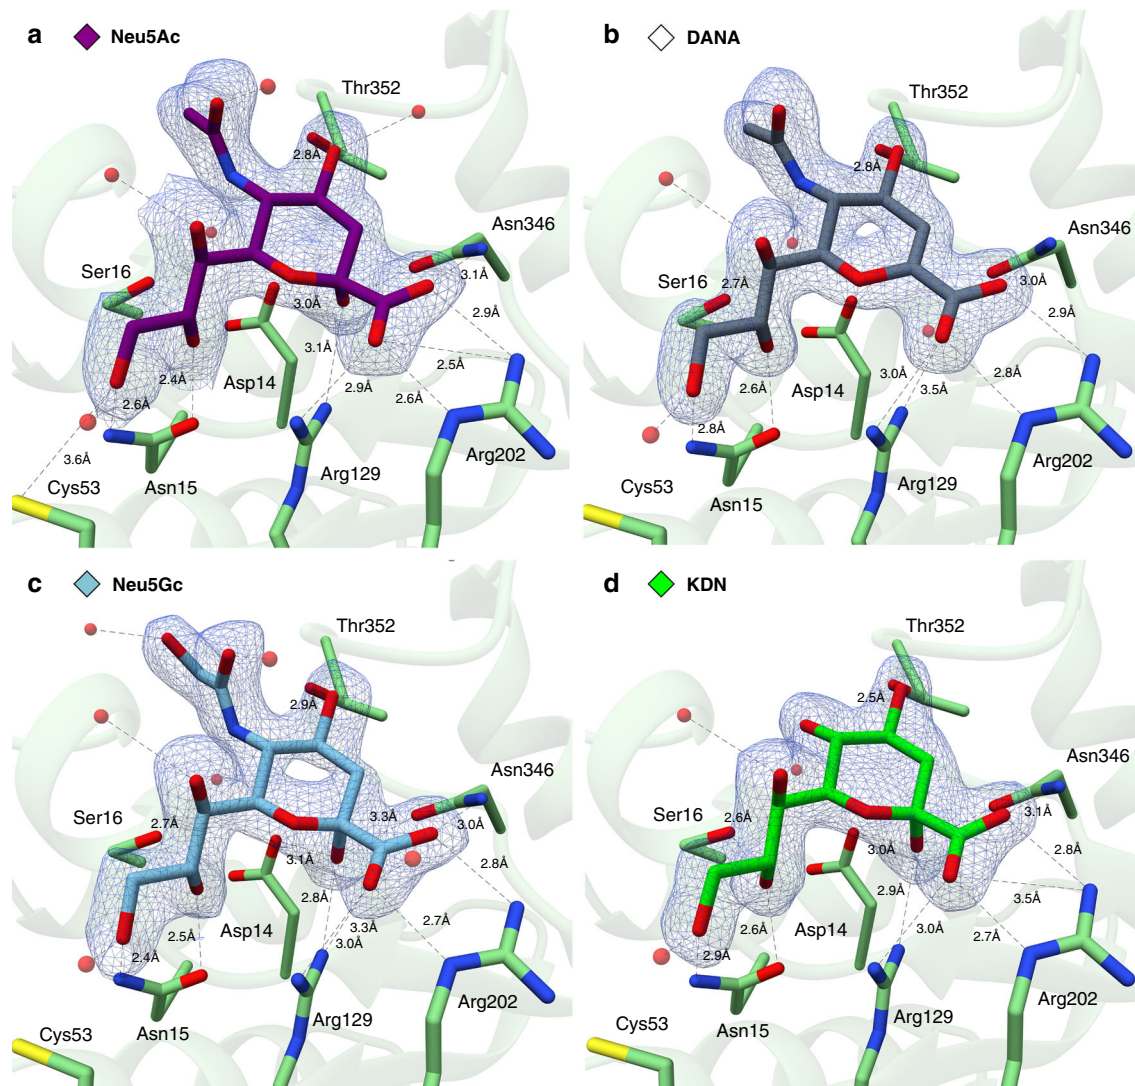 a Neu5Ac
Thr352
2.8Å
Asn346
3.1Å
Ser16
3.0Å
2.9Å
3.1Å
2.5Å
2.4Å
Asp14
2.9Å
2.6Å
2.6Å
3.6Å
Arg202
Arg129
Cys53
Asn15
b DANA
Thr352
2.8Å
Asn346
3.0Å
Ser16
2.7Å
2.9Å
3.0Å
2.8Å
2.6Å
Asp14
3.5Å
2.8Å
Arg202
Cys53
Arg129
Asn15
c Neu5Gc
Thr352
2.9Å
Asn346
Ser16
2.7Å
3.3Å
3.0Å
3.1Å
2.8Å
2.8Å
2.5Å
Asp14
3.3Å
2.7Å
3.0Å
2.4Å
Arg202
Cys53
Asn15
Arg129
d KDN
Thr352
2.5Å
Asn346
Ser16
2.6Å
3.1Å
3.0Å
2.8Å
2.9Å
3.5Å
2.6Å
Asp14
3.0Å
2.7Å
2.9Å
Arg202
Cys53
Asn15
Arg129